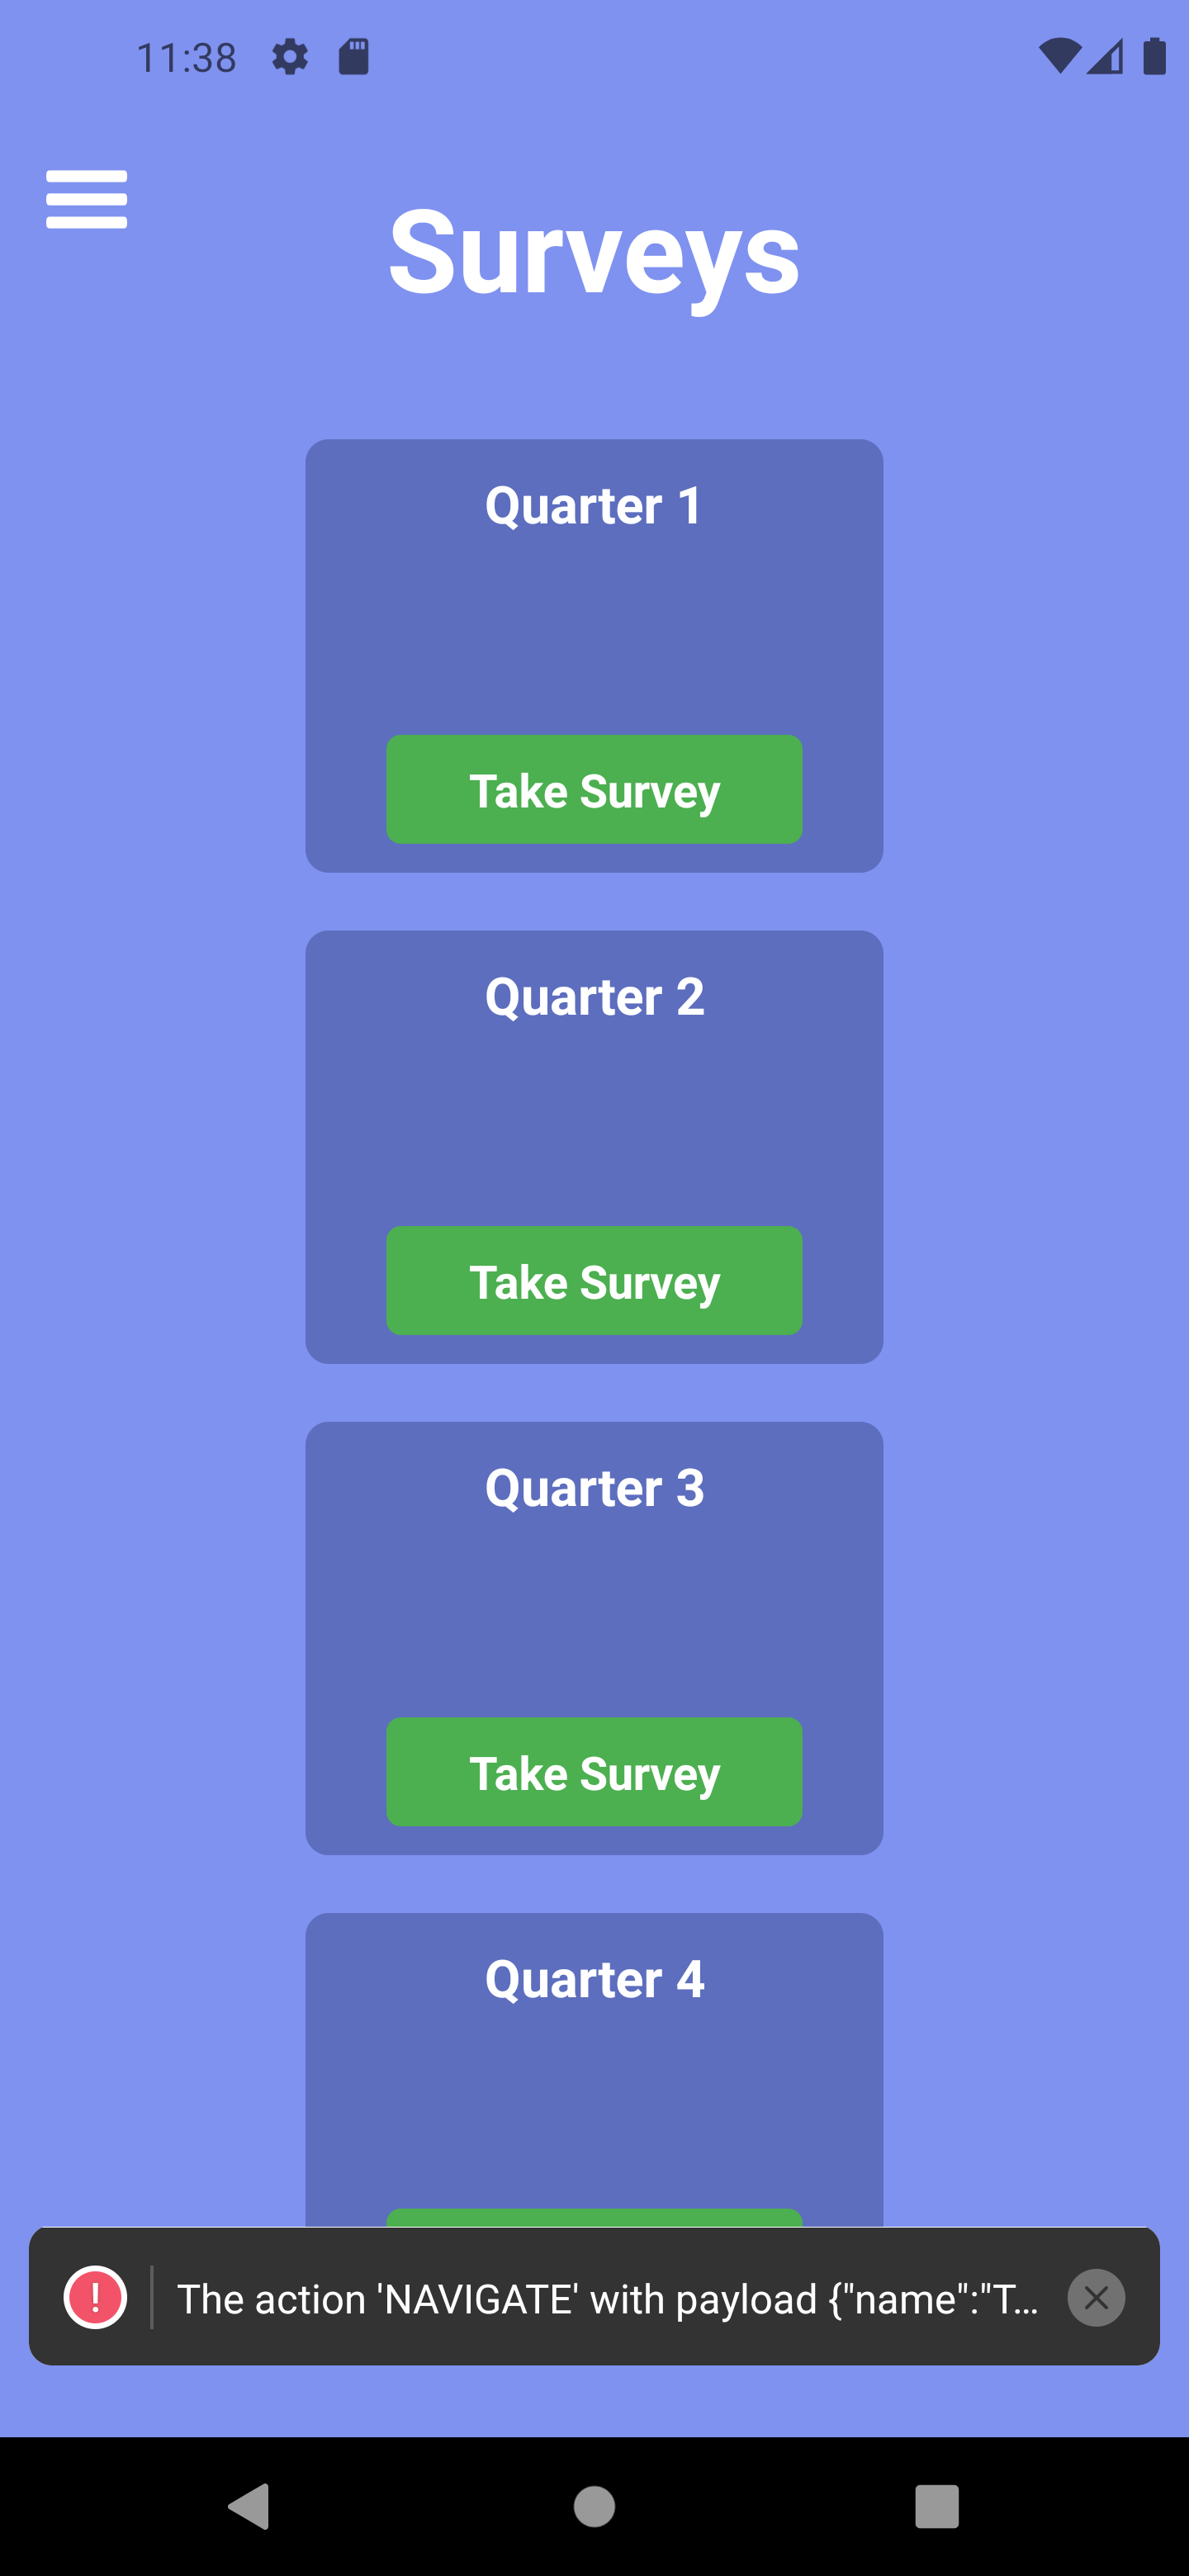 11:38
Surveys
Quarter 1
Take Survey
Quarter 2
Take Survey
Quarter 3
Take Survey
Quarter 4
The action 'NAVIGATE' with payload {"name":"T...